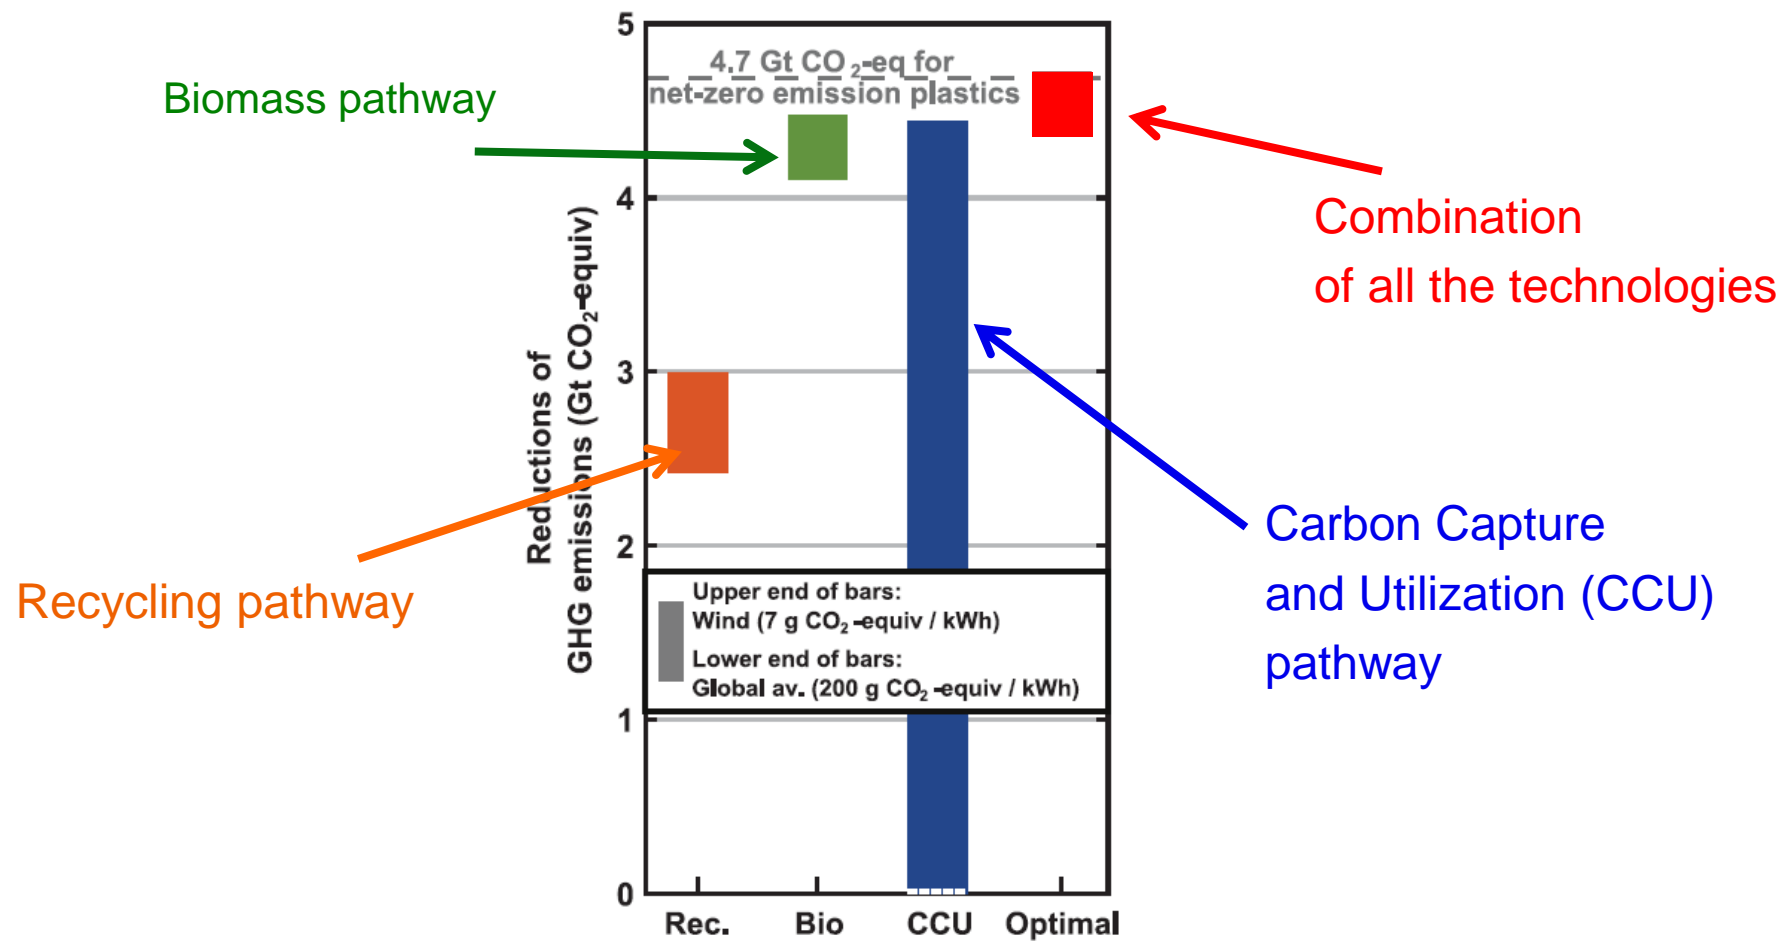 5
4.7 Gt CO2-eq for
net-zero emission plastics
Biomass pathway
4
Combination
of all the technologies
Reductions of
GHG emissions (Gt CO2-equiv)
3
2
Carbon Capture
and Utilization (CCU)
pathway
Recycling pathway
Upper end of bars:
Wind (7 g CO2-equiv / kWh)
Lower end of bars:
Global av. (200 g CO2-equiv / kWh)
1
0
Rec. Bio CCU Optimal